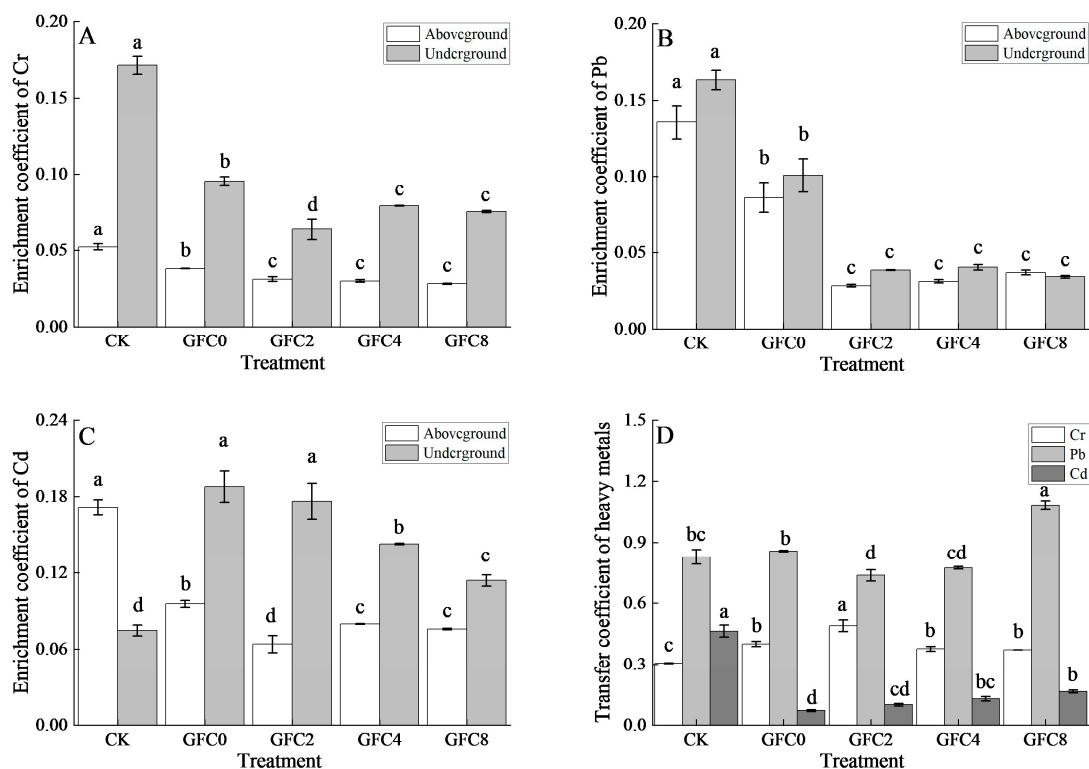 A
Abovcground
Undcrground
Enrichment coefficient of Cr
0.20
0.15
0.10
0.05
0.00
a
a
b
b
c
d
c
c
c
c
CK
GFC0
GFC2
GFC4
GFC8
Treatment
B
Abovcground
Undcrground
Enrichment coefficient of Pb
0.20
0.15
0.10
0.05
0.00
a
a
b
b
c
c
c
c
c
c
CK
GFC0
GFC2
GFC4
GFC8
Treatment
C
Abovcground
Undcrground
Enrichment coefficient of Cd
0.24
0.18
0.12
0.06
0.00
a
d
b
a
d
a
c
b
c
c
CK
GFC0
GFC2
GFC4
GFC8
Treatment
D
Cr
Pb
Cd
Transfer coefficient of heavy metals
1.5
1.2
0.9
0.6
0.3
0.0
c
bc
a
b
b
d
a
d
cd
b
cd
bc
b
a
b
CK
GFC0
GFC2
GFC4
GFC8
Treatment